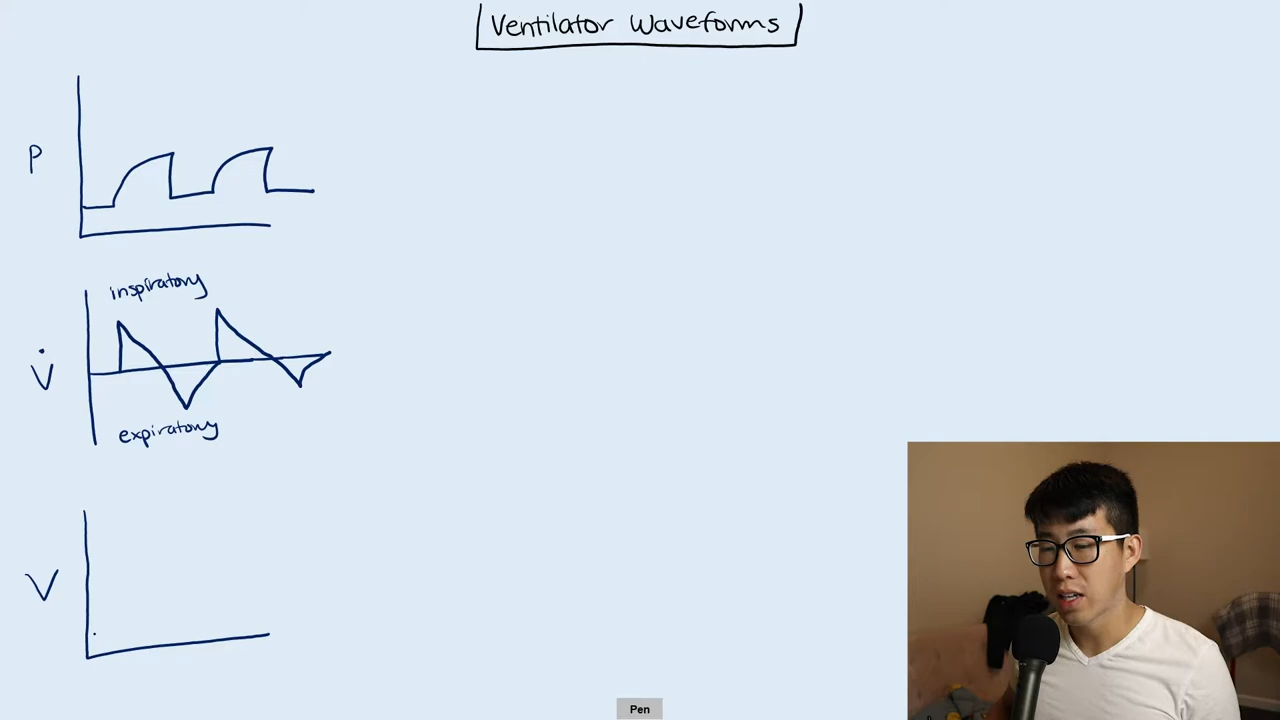 Ventilator Waveforms
P
inspiratory
V̇
expiratory
V
Pen